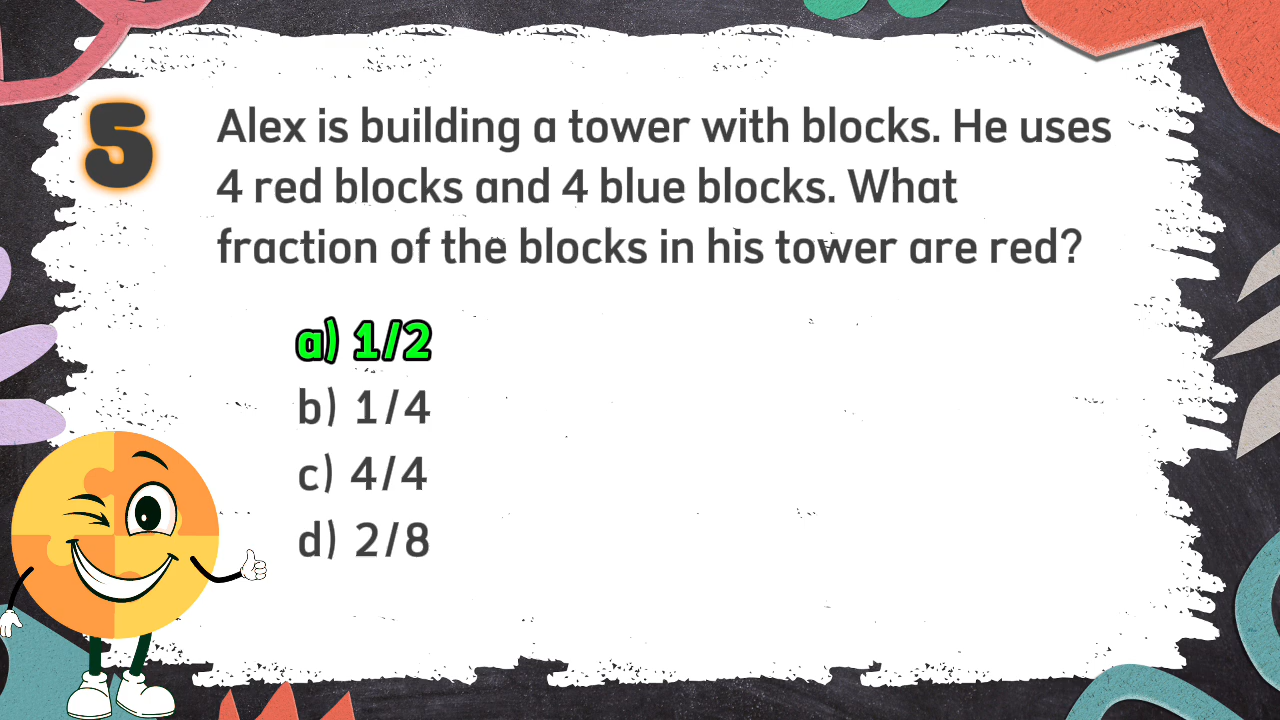 5
Alex is building a tower with blocks. He uses
4 red blocks and 4 blue blocks. What
fraction of the blocks in his tower are red?
a) 1/2
b) 1/4
c) 4/4
d) 2/8